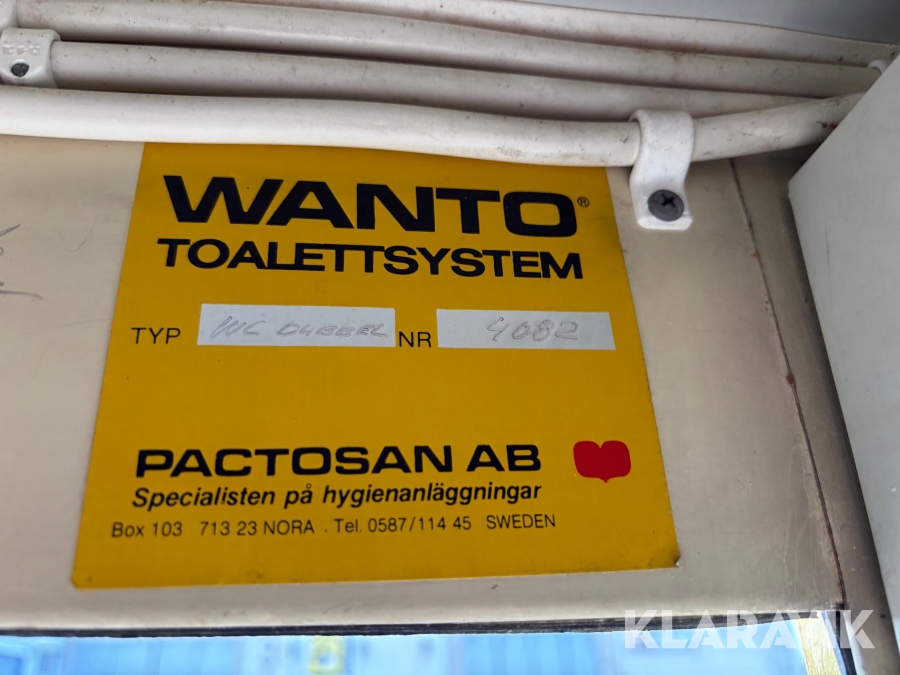 WANTO®
TOALETTSYSTEM
TYP WC DUBBEL NR 4082
PACTOSAN AB
Specialisten på hygienanläggningar
Box 103 713 23 NORA . Tel. 0587/114 45 SWEDEN
KLARAVIK